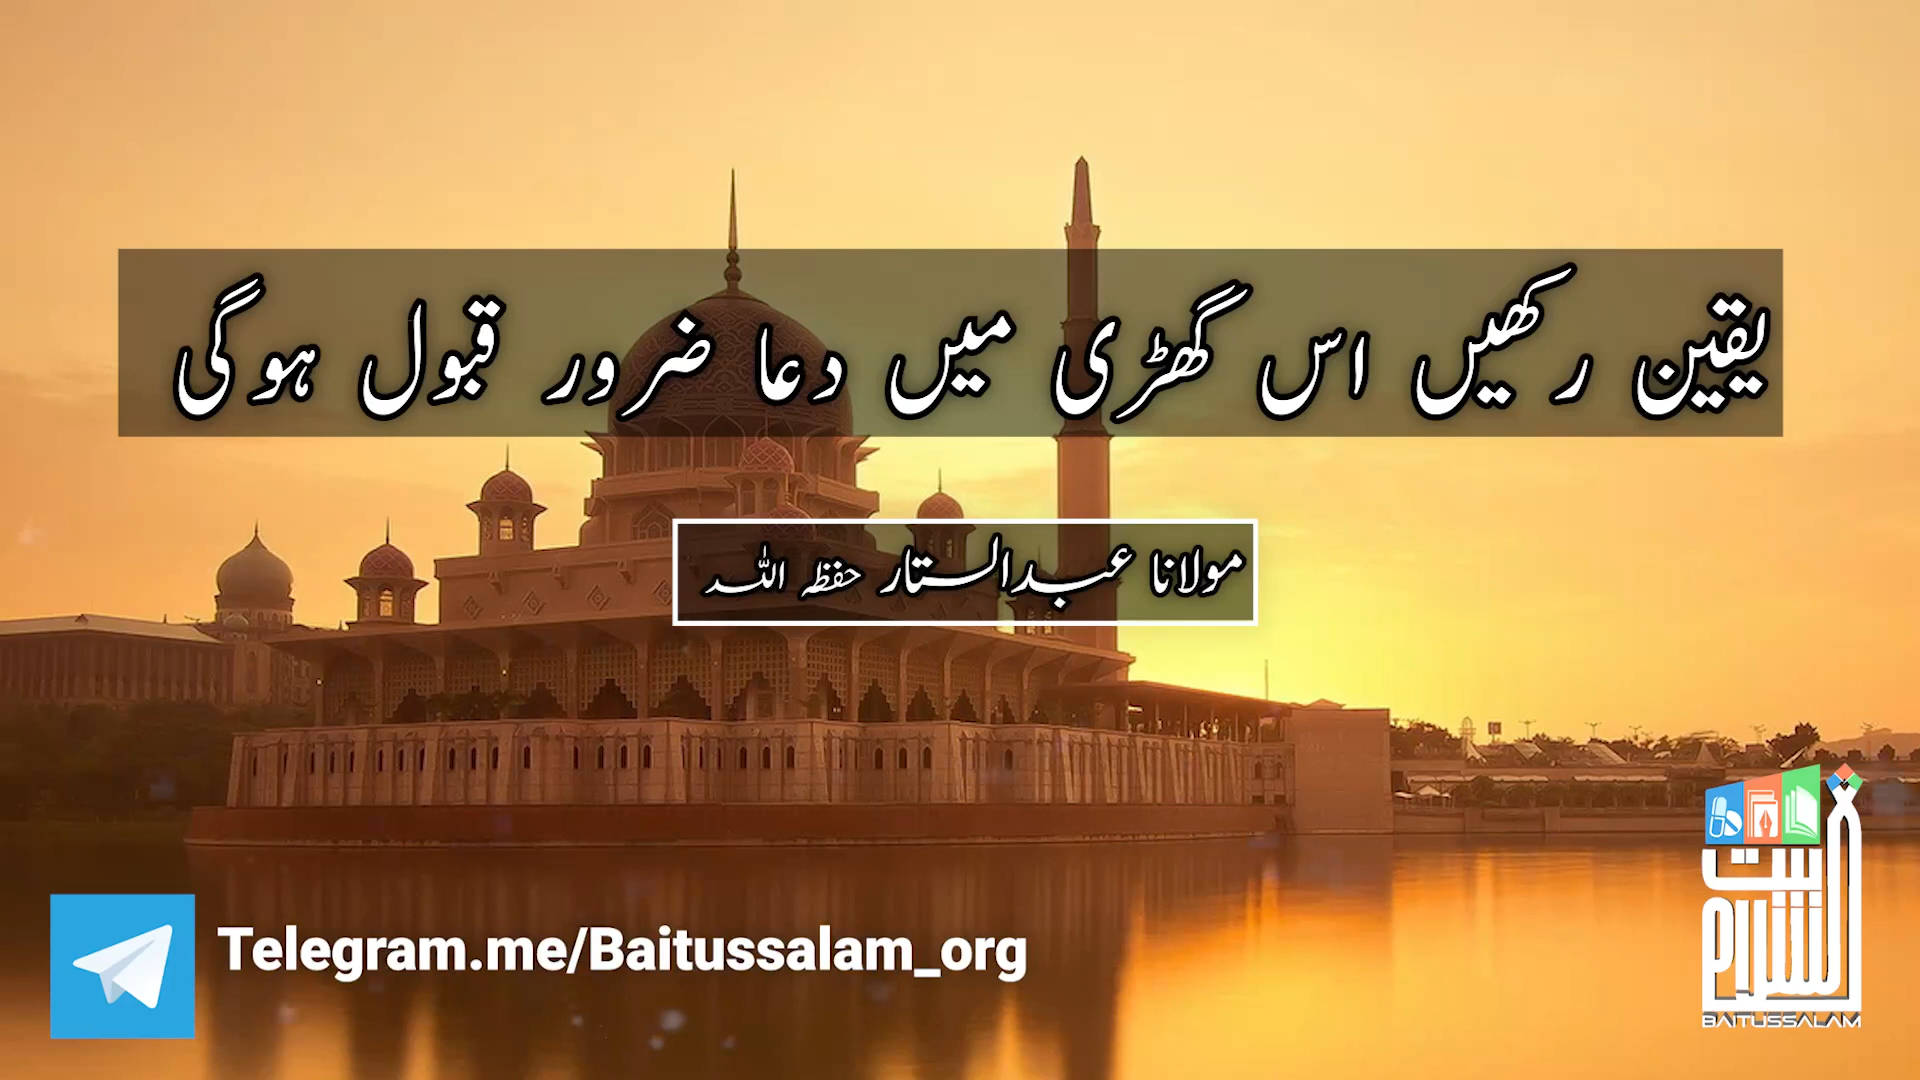 یقین رکھیں اس گھڑی میں دعا ضرور قبول ہوگی
مولانا عبدالستار حفظہ اللہ
Telegram.me/Baitussalam_org
بیت السلام
BAITUSSALAM